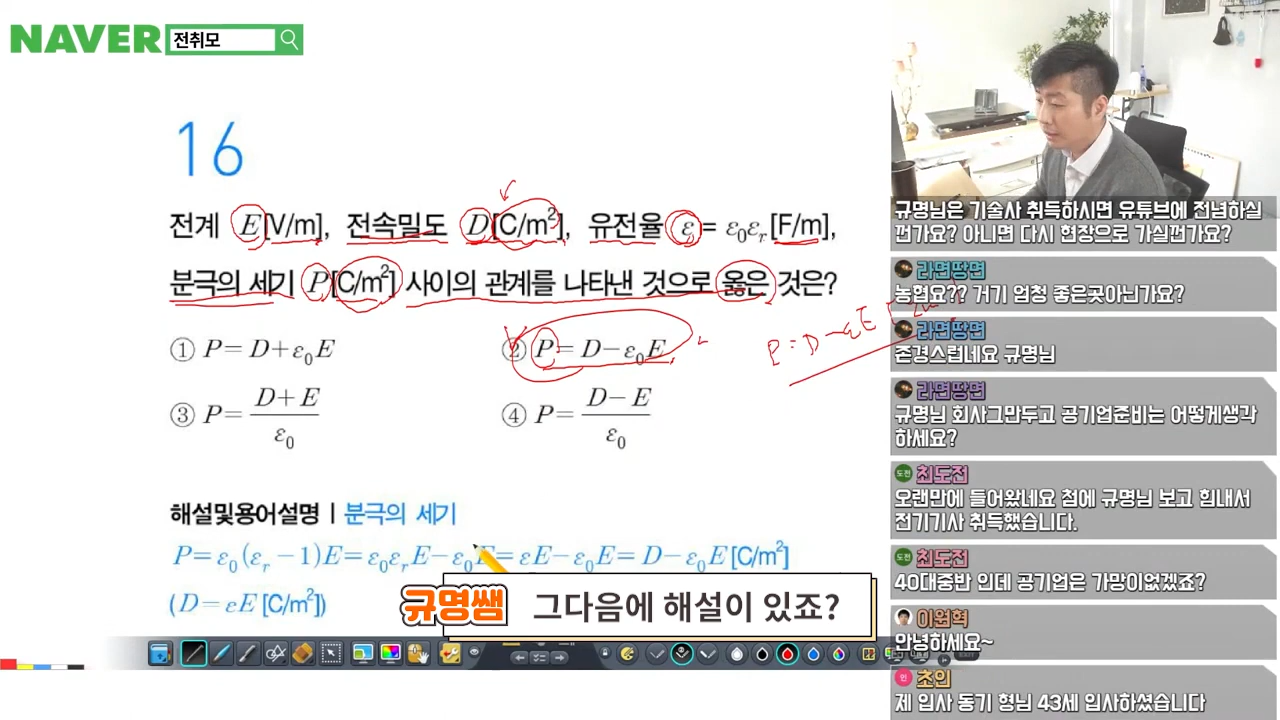 NAVER 전취모
16
전계 E[V/m], 전속밀도 D[C/m²], 유전율 ε = ε₀εᵣ[F/m],
분극의 세기 P[C/m²] 사이의 관계를 나타낸 것으로 옳은 것은?
① P = D + ε₀E ② P = D − ε₀E
③ P = (D + E)/ε₀ ④ P = (D − E)/ε₀
해설및용어설명 | 분극의 세기
P = ε₀(εᵣ − 1)E = ε₀εᵣE − ε₀E = εE − ε₀E = D − ε₀E [C/m²]
(D = εE [C/m²])
규명쌤 그다음에 해설이 있죠?
규명님은 기술사 취득하시면 유튜브에 전념하실
껀가요? 아니면 다시 현장으로 가실껀가요?
라면땅면
농협요?? 거기 엄청 좋은곳아닌가요?
라면땅면
존경스럽네요 규명님
라면땅면
규명님 회사그만두고 공기업준비는 어떻게생각
하세요?
도전 최도전
오랜만에 들어왔네요 첨에 규명님 보고 힘내서
전기기사 취득했습니다.
도전 최도전
40대중반 인데 공기업은 가망이없겠죠?
이원혁
안녕하세요~
인 초인
제 입사 동기 형님 43세 입사하셨습니다